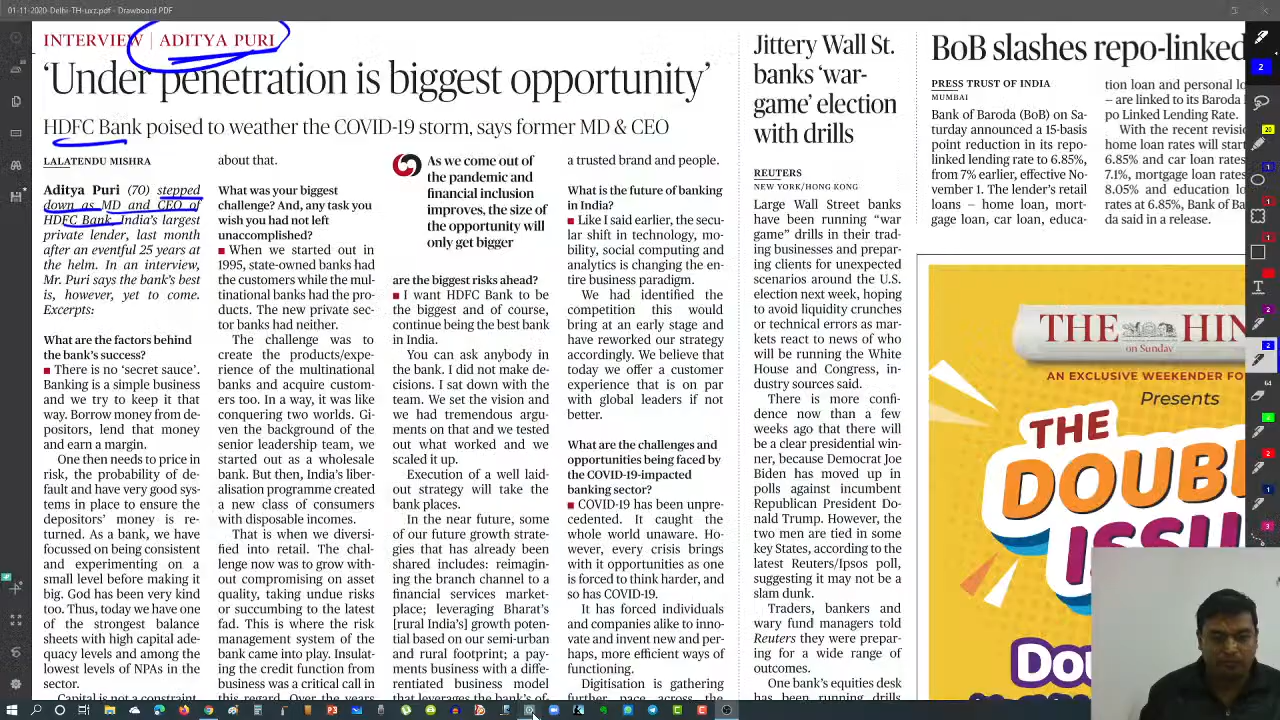 01-11-2020-Delhi-TH-uxz.pdf - Drawboard PDF
INTERVIEW | ADITYA PURI
‘Under penetration is biggest opportunity’
HDFC Bank poised to weather the COVID-19 storm, says former MD & CEO
LALATENDU MISHRA
Aditya Puri (70) stepped
down as MD and CEO of
HDFC Bank, India's largest
private lender, last month
after an eventful 25 years at
the helm. In an interview,
Mr. Puri says the bank's best
is, however, yet to come.
Excerpts:
What are the factors behind
the bank's success?
There is no ‘secret sauce’.
Banking is a simple business
and we try to keep it that
way. Borrow money from de-
positors, lend that money
and earn a margin.
One then needs to price in
risk, the probability of de-
fault and have very good sys-
tems in place to ensure the
depositors' money is re-
turned. As a bank, we have
focussed on being consistent
and experimenting on a
small level before making it
big. God has been very kind
too. Thus, today we have one
of the strongest balance
sheets with high capital ade-
quacy levels and among the
lowest levels of NPAs in the
sector.
Capital is not a constraint
about that.
What was your biggest
challenge? And, any task you
wish you had not left
unaccomplished?
When we started out in
1995, state-owned banks had
the customers while the mul-
tinational banks had the pro-
ducts. The new private sec-
tor banks had neither.
The challenge was to
create the products/expe-
rience of the multinational
banks and acquire custom-
ers too. In a way, it was like
conquering two worlds. Gi-
ven the background of the
senior leadership team, we
started out as a wholesale
bank. But then, India's liber-
alisation programme created
a new class of consumers
with disposable incomes.
That is when we diversi-
fied into retail. The chal-
lenge now was to grow with-
out compromising on asset
quality, taking undue risks
or succumbing to the latest
fad. This is where the risk
management system of the
bank came into play. Insulat-
ing the credit function from
business was a critical call in
this regard. Over the years
As we come out of
the pandemic and
financial inclusion
improves, the size of
the opportunity will
only get bigger
are the biggest risks ahead?
I want HDFC Bank to be
the biggest and of course,
continue being the best bank
in India.
You can ask anybody in
the bank. I did not make de-
cisions. I sat down with the
team. We set the vision and
we had tremendous argu-
ments on that and we tested
out what worked and we
scaled it up.
Execution of a well laid-
out strategy will take the
bank places.
In the near future, some
of our future growth strate-
gies that has already been
shared includes: reimagin-
ing the branch channel to a
financial services market-
place; leveraging Bharat's
[rural India's] growth poten-
tial based on our semi-urban
and rural footprint; a pay-
ments business with a diffe-
rentiated business model
that leverages the bank's of-
a trusted brand and people.
What is the future of banking
in India?
Like I said earlier, the secu-
lar shift in technology, mo-
bility, social computing and
analytics is changing the en-
tire business paradigm.
We had identified the
competition this would
bring at an early stage and
have reworked our strategy
accordingly. We believe that
today we offer a customer
experience that is on par
with global leaders if not
better.
What are the challenges and
opportunities being faced by
the COVID-19-impacted
banking sector?
COVID-19 has been unpre-
cedented. It caught the
whole world unaware. Ho-
wever, every crisis brings
with it opportunities as one
is forced to think harder, and
so has COVID-19.
It has forced individuals
and companies alike to inno-
vate and invent new and per-
haps, more efficient ways of
functioning.
Digitisation is gathering
further pace across the
Jittery Wall St.
banks ‘war-
game’ election
with drills
REUTERS
NEW YORK/HONG KONG
Large Wall Street banks
have been running “war
game” drills in their trad-
ing businesses and prepar-
ing clients for unexpected
scenarios around the U.S.
election next week, hoping
to avoid liquidity crunches
or technical errors as mar-
kets react to news of who
will be running the White
House and Congress, in-
dustry sources said.
There is more confi-
dence now than a few
weeks ago that there will
be a clear presidential win-
ner, because Democrat Joe
Biden has moved up in
polls against incumbent
Republican President Do-
nald Trump. However, the
two men are tied in some
key States, according to the
latest Reuters/Ipsos poll,
suggesting it may not be a
slam dunk.
Traders, bankers and
wary fund managers told
Reuters they were prepar-
ing for a wide range of
outcomes.
One bank's equities desk
has been running drills
BoB slashes repo-linked
PRESS TRUST OF INDIA
MUMBAI
Bank of Baroda (BoB) on Sa-
turday announced a 15-basis
point reduction in its repo-
linked lending rate to 6.85%,
from 7% earlier, effective No-
vember 1. The lender's retail
loans – home loan, mort-
gage loan, car loan, educa-
tion loan and personal lo
– are linked to its Baroda
po Linked Lending Rate.
With the recent revisi
home loan rates will start
6.85% and car loan rates
7.1%, mortgage loan rates
8.05% and education lo
rates at 6.85%, Bank of Ba
da said in a release.
THE HIN
on Sunday
AN EXCLUSIVE WEEKENDER FO
Presents
THE
DOUB
ISSU
Dou